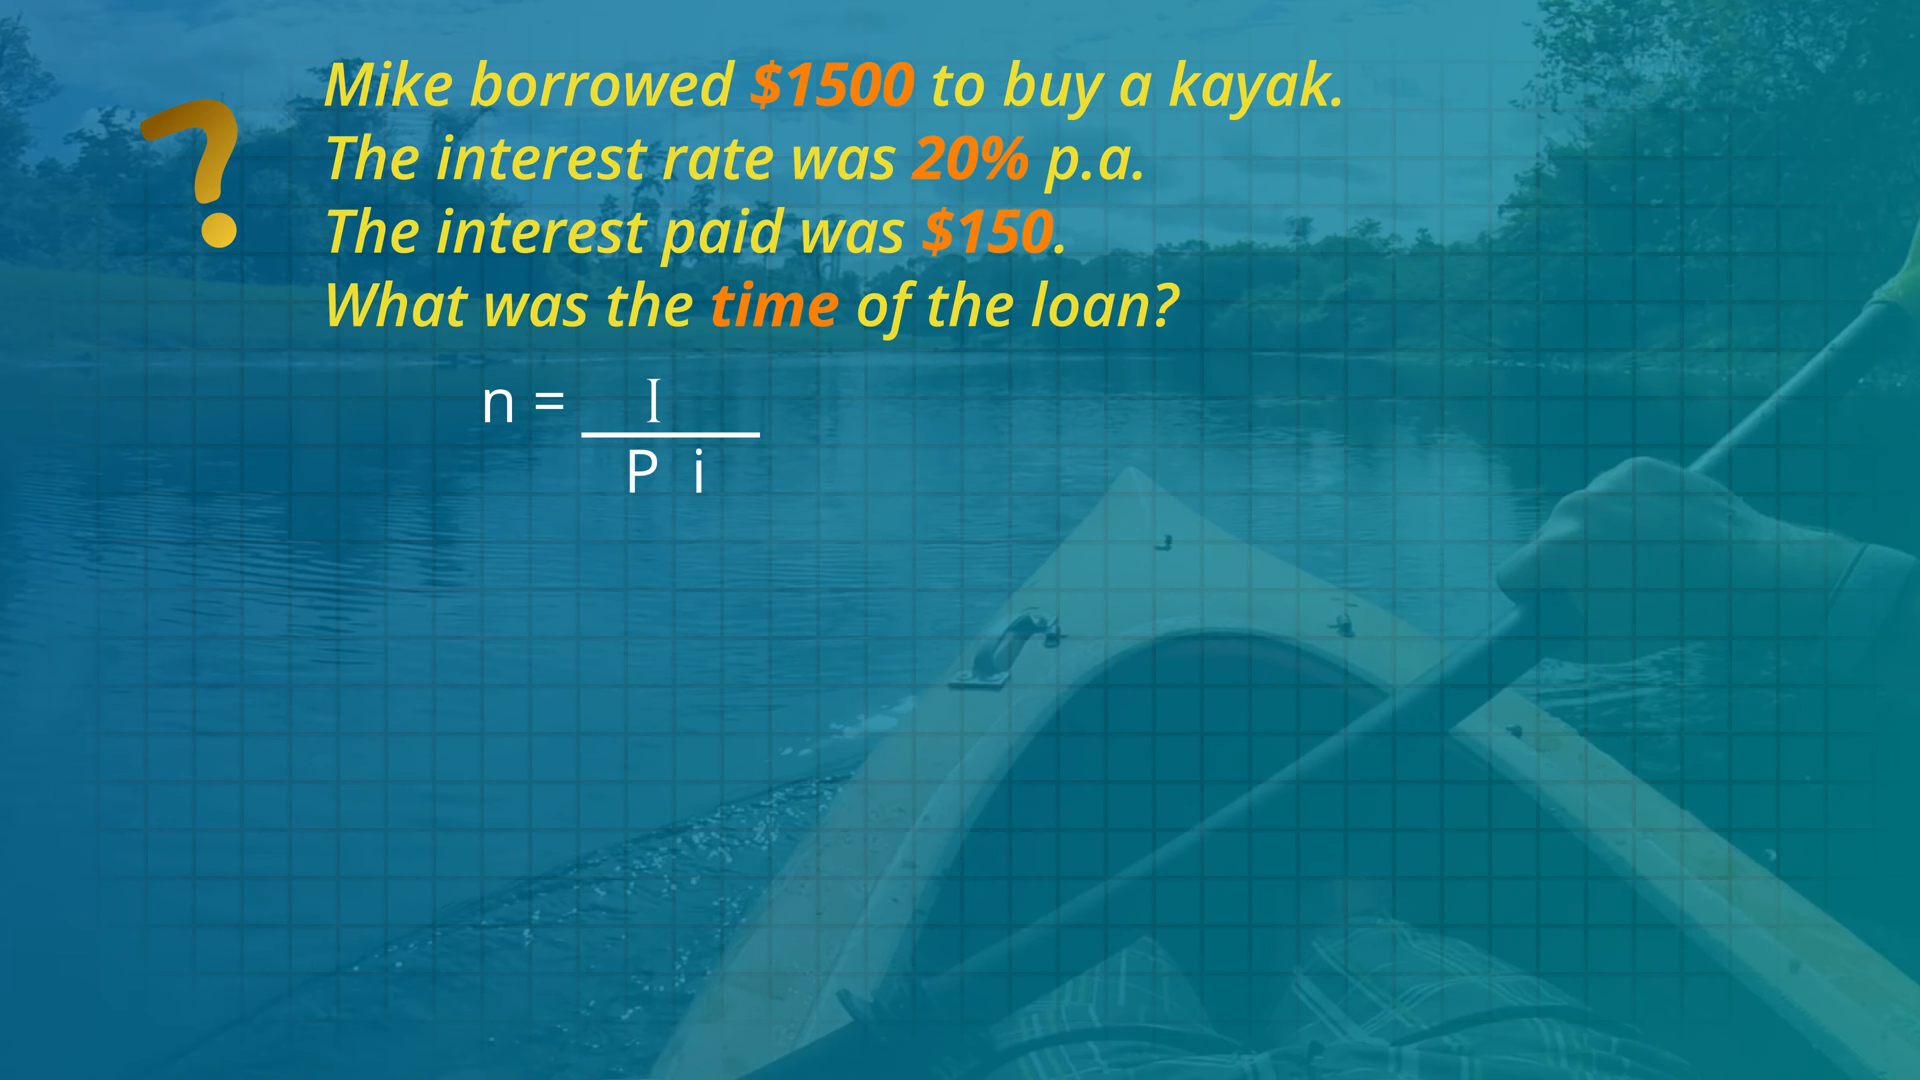 ?
Mike borrowed $1500 to buy a kayak.
The interest rate was 20% p.a.
The interest paid was $150.
What was the time of the loan?
n = I
P i